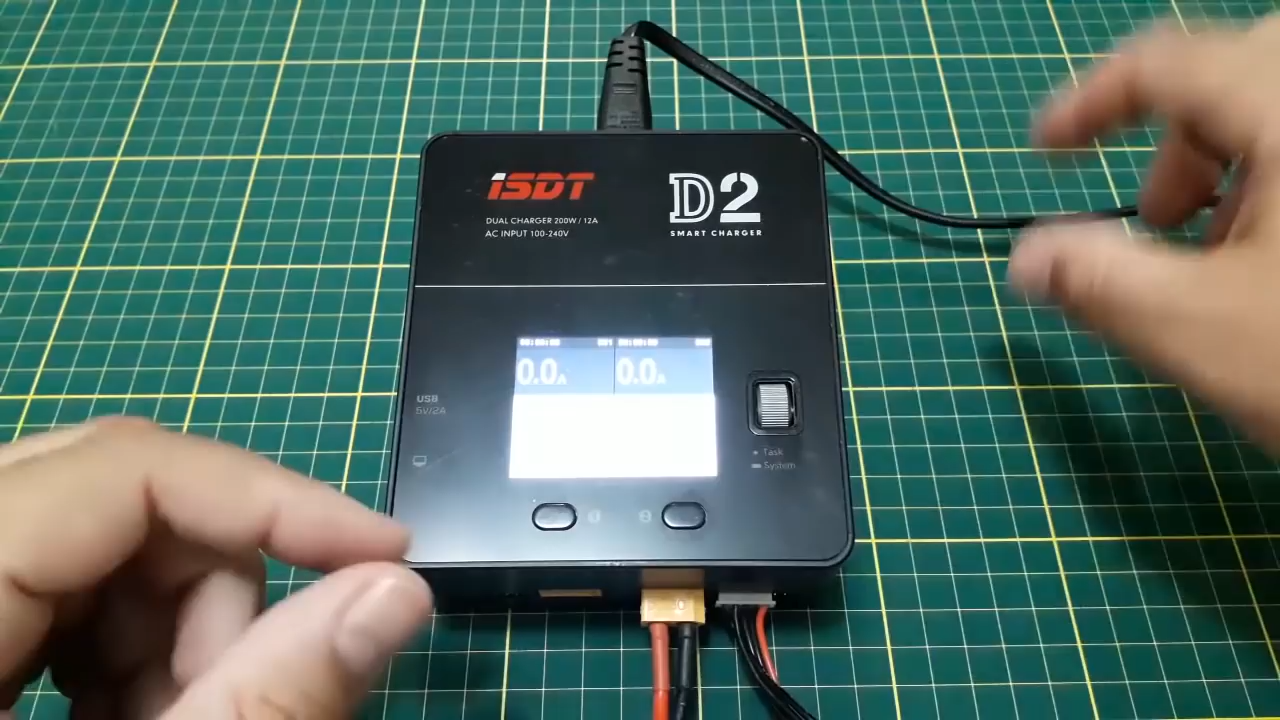 iSDT
D2
DUAL CHARGER 200W / 12A
AC INPUT 100-240V
SMART CHARGER
0.0A
0.0A
USB
5V/2A
Task
System